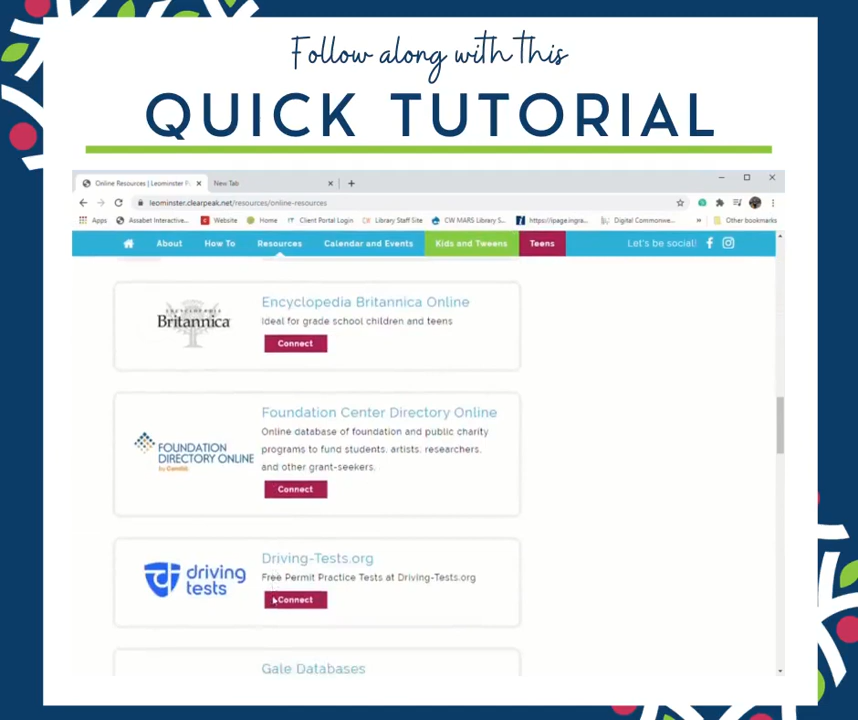 Follow along with this
QUICK TUTORIAL
Online Resources | Leominster Pu
New Tab
leominster.clearpeak.net/resources/online-resources
Apps Assabet Interactive... Website Home Client Portal Login Library Staff Site CW MARS Library S... https://ipage.ingra... Digital Commonwe... Other bookmarks
About How To Resources Calendar and Events Kids and Tweens Teens Let's be social!
ENCYCLOPÆDIA
Britannica
Encyclopedia Britannica Online
Ideal for grade school children and teens
Connect
FOUNDATION
DIRECTORY ONLINE
by Candid.
Foundation Center Directory Online
Online database of foundation and public charity
programs to fund students, artists, researchers,
and other grant-seekers.
Connect
driving
tests
Driving-Tests.org
Free Permit Practice Tests at Driving-Tests.org
Connect
Gale Databases